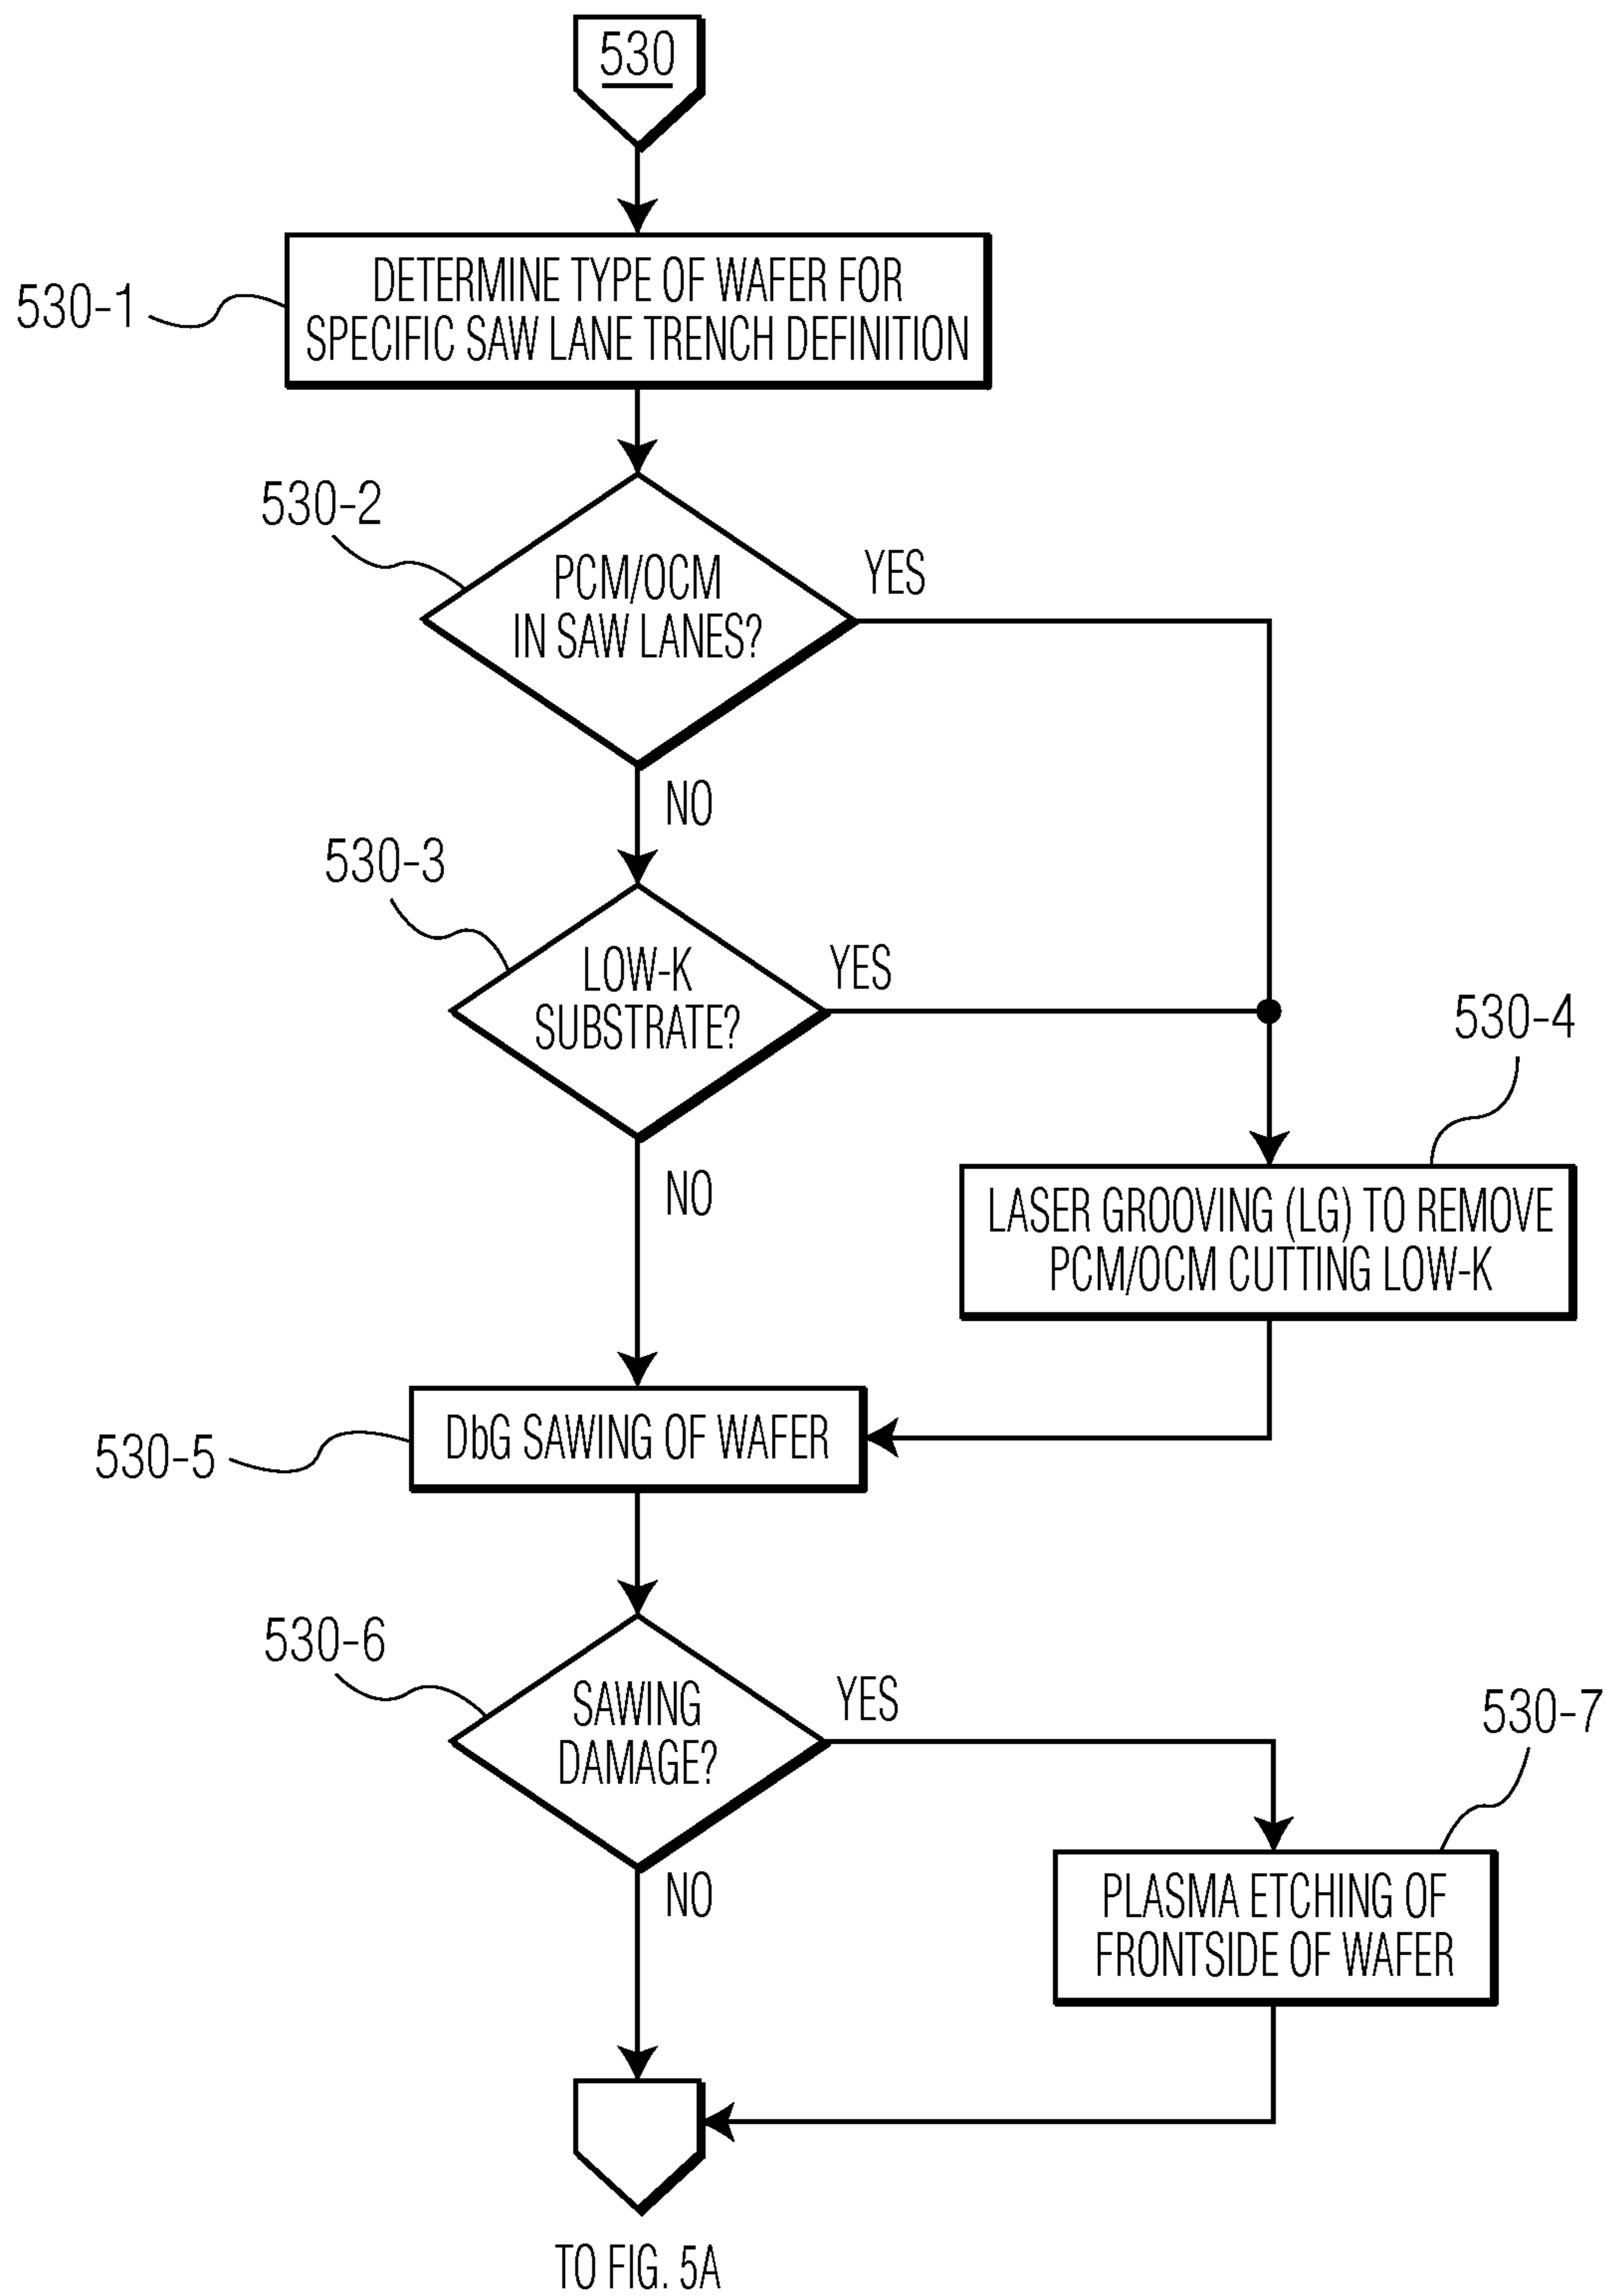 530
DETERMINE TYPE OF WAFER FOR
SPECIFIC SAW LANE TRENCH DEFINITION
530-1
530-2
PCM/OCM
IN SAW LANES?
YES
NO
530-3
LOW-K
SUBSTRATE?
YES
530-4
NO
LASER GROOVING (LG) TO REMOVE
PCM/OCM CUTTING LOW-K
DbG SAWING OF WAFER
530-5
530-6
SAWING
DAMAGE?
YES
530-7
NO
PLASMA ETCHING OF
FRONTSIDE OF WAFER
TO FIG. 5A